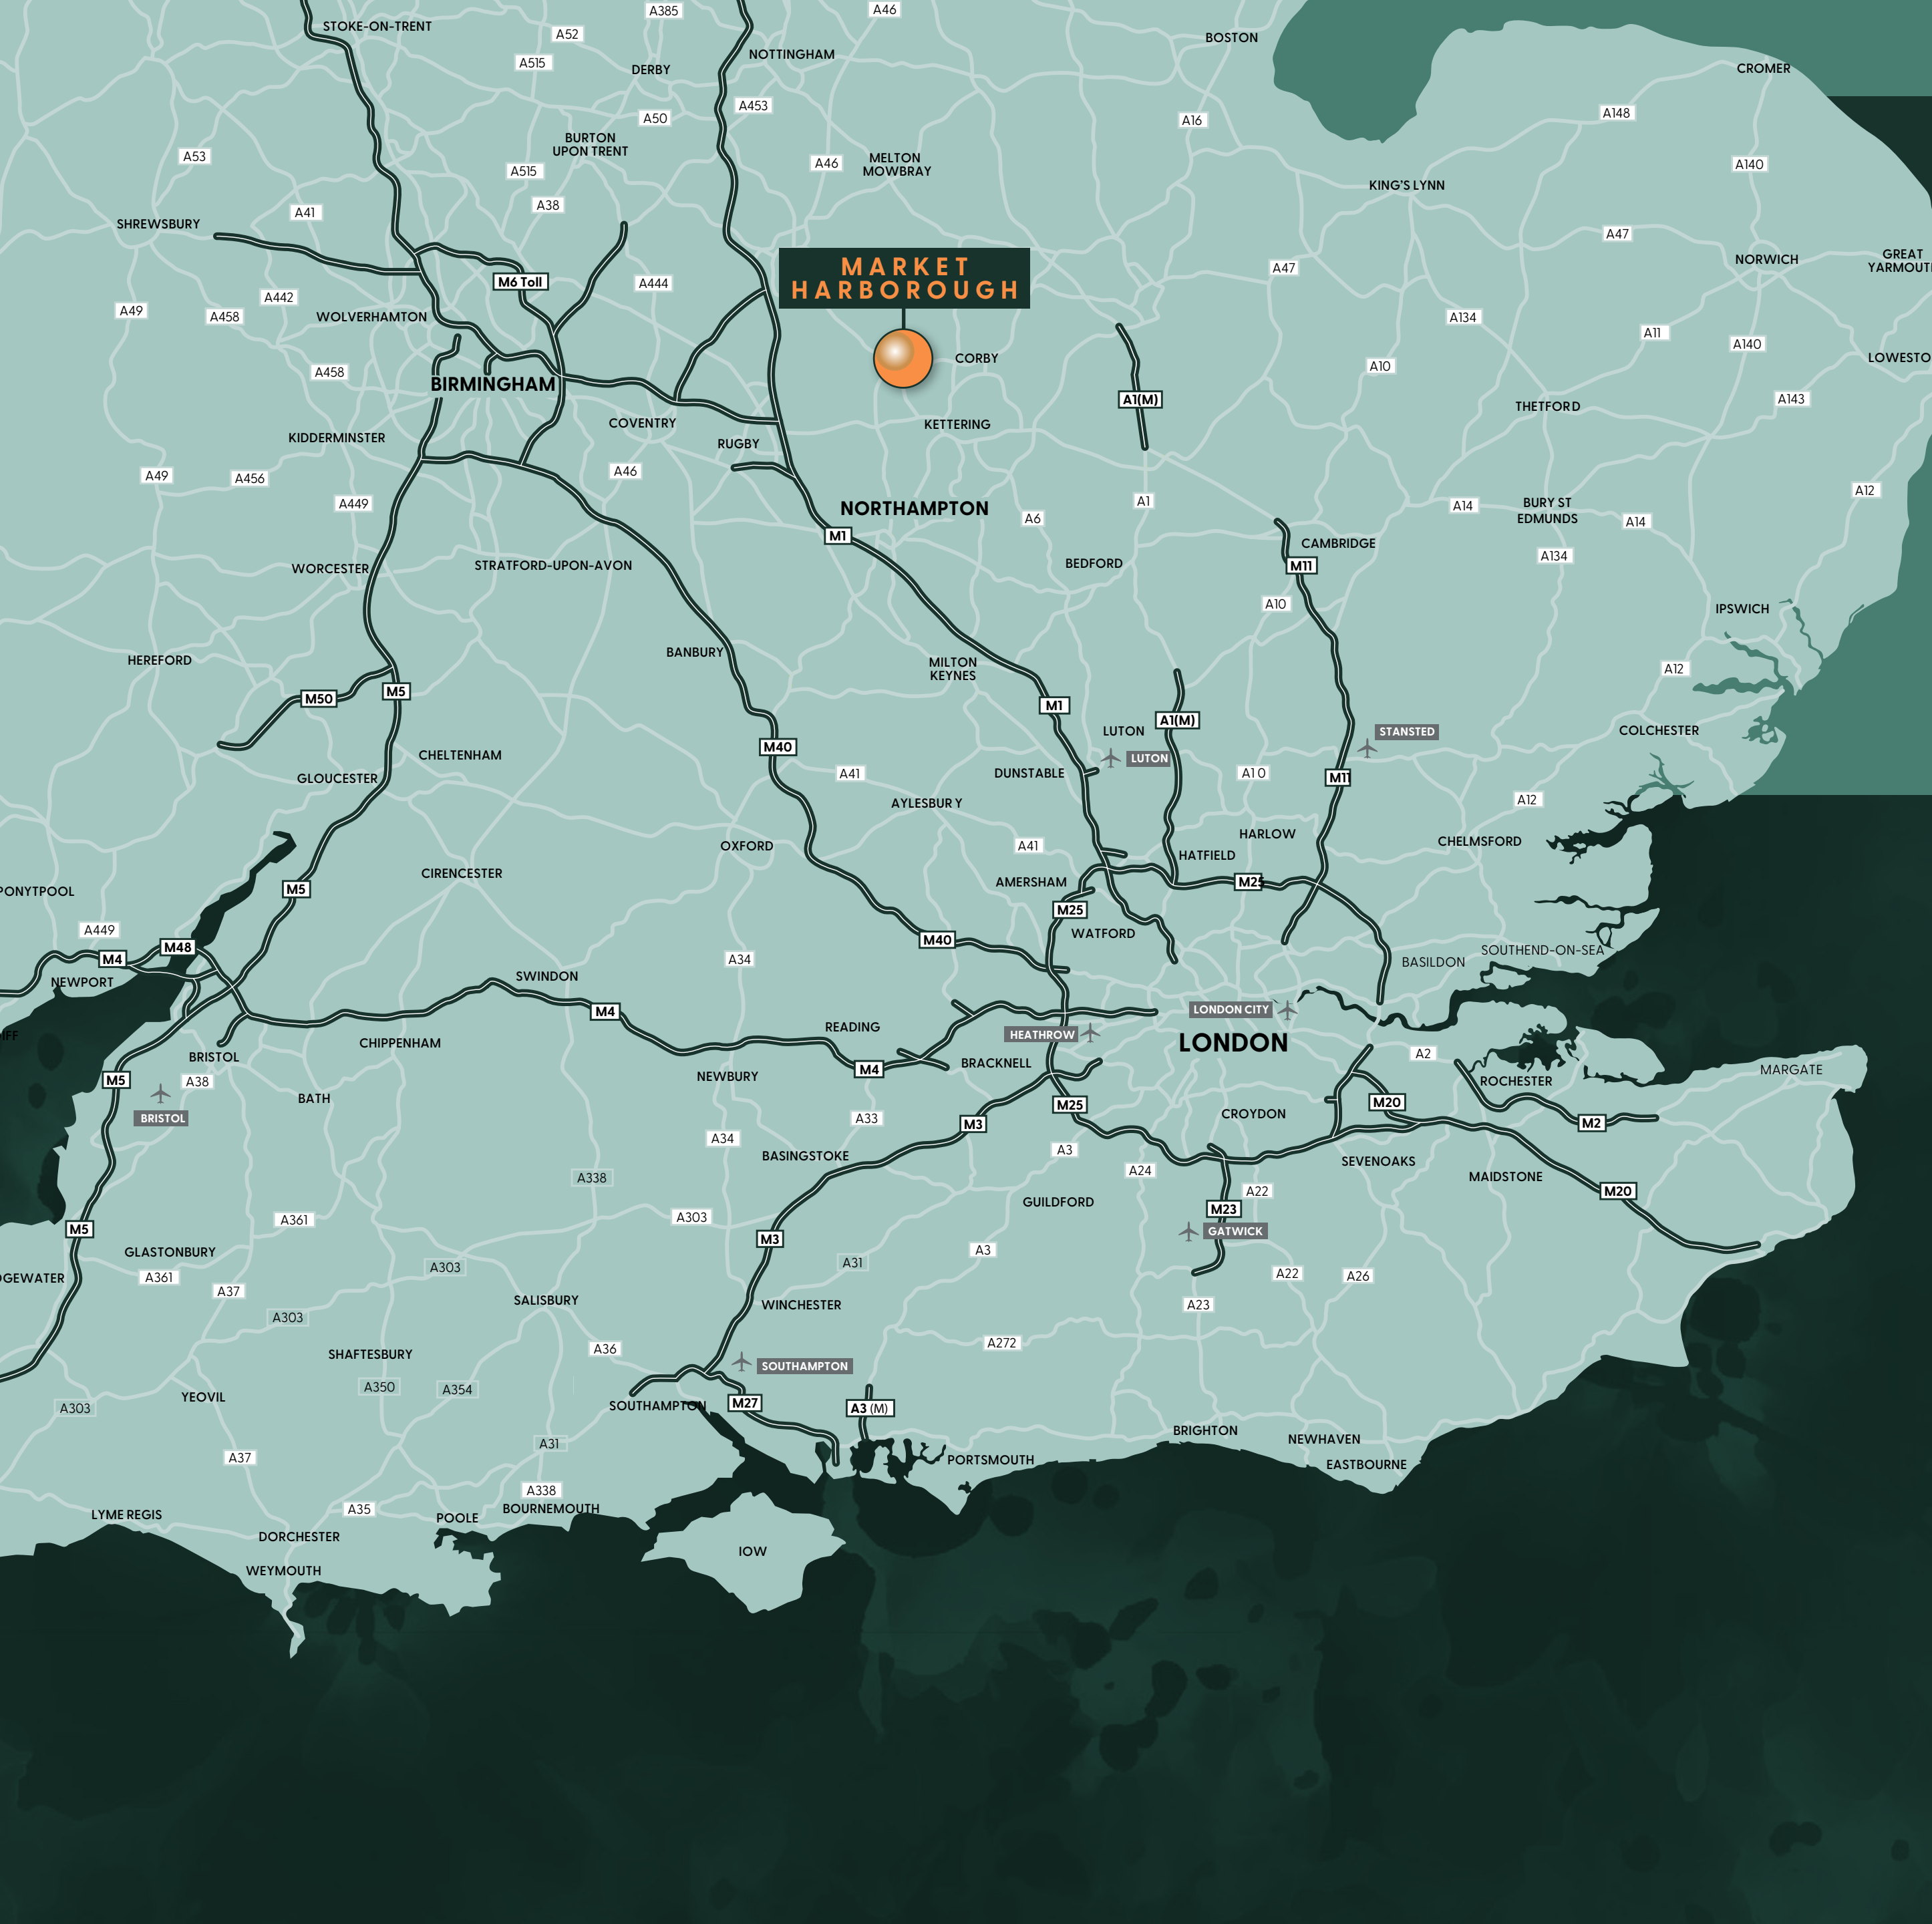 A385
A46
STOKE-ON-TRENT
A52
BOSTON
NOTTINGHAM
A515
DERBY
CROMER
A453
A148
A50
A16
BURTON
UPON TRENT
A53
MELTON
MOWBRAY
A46
A140
A515
KING'S LYNN
A38
A41
SHREWSBURY
A47
GREAT
YARMOUT
NORWICH
MARKET
HARBOROUGH
A47
M6 Toll
A444
A442
A49
A458
WOLVERHAMTON
A134
A11
A140
CORBY
LOWESTO
A10
A458
BIRMINGHAM
A1(M)
A143
THETFORD
COVENTRY
KETTERING
KIDDERMINSTER
RUGBY
A49
A456
A46
A12
A449
A1
A14
BURY ST
EDMUNDS
NORTHAMPTON
A6
A14
M1
CAMBRIDGE
A134
BEDFORD
M11
WORCESTER
STRATFORD-UPON-AVON
A10
IPSWICH
HEREFORD
BANBURY
MILTON
KEYNES
A12
M50
M5
M1
A1(M)
LUTON
STANSTED
COLCHESTER
M40
CHELTENHAM
LUTON
A41
DUNSTABLE
A10
M11
GLOUCESTER
AYLESBURY
A12
HARLOW
OXFORD
A41
CHELMSFORD
HATFIELD
CIRENCESTER
AMERSHAM
M25
M5
PONYTPOOL
M25
A449
WATFORD
M40
M48
SOUTHEND-ON-SEA
M4
A34
BASILDON
SWINDON
NEWPORT
M4
LONDON CITY
READING
HEATHROW
IFF
CHIPPENHAM
LONDON
BRISTOL
A2
BRACKNELL
M4
MARGATE
NEWBURY
M5
A38
ROCHESTER
BATH
M20
M25
BRISTOL
CROYDON
A33
M3
M2
A34
A3
BASINGSTOKE
SEVENOAKS
A24
A338
MAIDSTONE
A22
M20
GUILDFORD
M23
A303
A361
M5
GATWICK
M3
A3
GLASTONBURY
A31
A303
A22
A26
DGEWATER
A361
A37
SALISBURY
WINCHESTER
A23
A303
A272
A36
SHAFTESBURY
SOUTHAMPTON
A350
A354
YEOVIL
M27
SOUTHAMPTON
A3 (M)
A303
BRIGHTON
NEWHAVEN
A31
A37
PORTSMOUTH
EASTBOURNE
A338
A35
BOURNEMOUTH
LYME REGIS
POOLE
DORCHESTER
IOW
WEYMOUTH